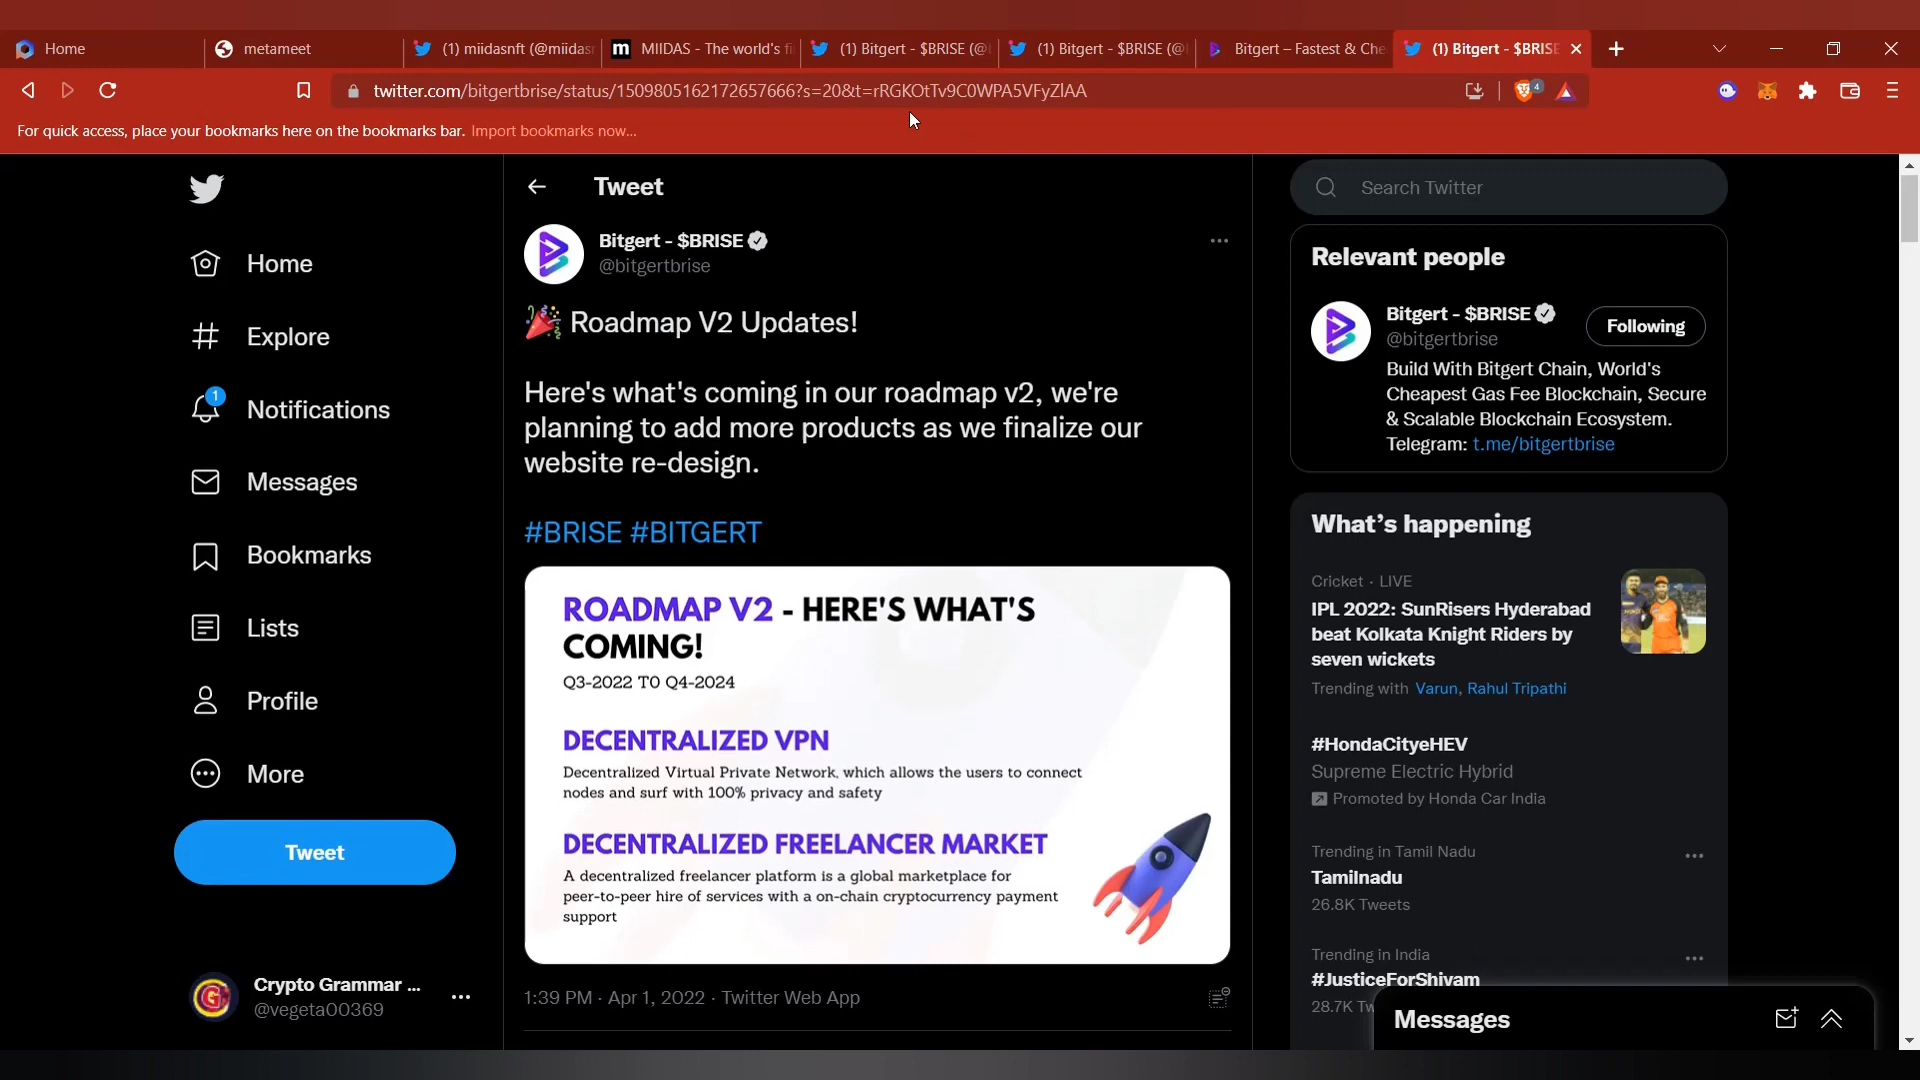 Home
metameet
(1) miidasnft (@miidas
MIIDAS - The world's fi
(1) Bitgert - $BRISE (@
(1) Bitgert - $BRISE (@
Bitgert – Fastest & Che
(1) Bitgert - $BRISE
twitter.com/bitgertbrise/status/1509805162172657666?s=20&t=rRGKOtTv9C0WPA5VFyZlAA
4
For quick access, place your bookmarks here on the bookmarks bar. Import bookmarks now...
Home
Explore
1
Notifications
Messages
Bookmarks
Lists
Profile
More
Tweet
Crypto Grammar ...
@vegeta00369
Tweet
Bitgert - $BRISE
@bitgertbrise
Roadmap V2 Updates!
Here's what's coming in our roadmap v2, we're
planning to add more products as we finalize our
website re-design.
#BRISE #BITGERT
ROADMAP V2 - HERE'S WHAT'S
COMING!
Q3-2022 TO Q4-2024
DECENTRALIZED VPN
Decentralized Virtual Private Network, which allows the users to connect
nodes and surf with 100% privacy and safety
DECENTRALIZED FREELANCER MARKET
A decentralized freelancer platform is a global marketplace for
peer-to-peer hire of services with a on-chain cryptocurrency payment
support
1:39 PM · Apr 1, 2022 · Twitter Web App
Search Twitter
Relevant people
Bitgert - $BRISE
@bitgertbrise
Following
Build With Bitgert Chain, World's
Cheapest Gas Fee Blockchain, Secure
& Scalable Blockchain Ecosystem.
Telegram: t.me/bitgertbrise
What's happening
Cricket · LIVE
IPL 2022: SunRisers Hyderabad
beat Kolkata Knight Riders by
seven wickets
Trending with Varun, Rahul Tripathi
#HondaCityeHEV
Supreme Electric Hybrid
Promoted by Honda Car India
Trending in Tamil Nadu
Tamilnadu
26.8K Tweets
Trending in India
#JusticeForShivam
28.7K Tw
Messages